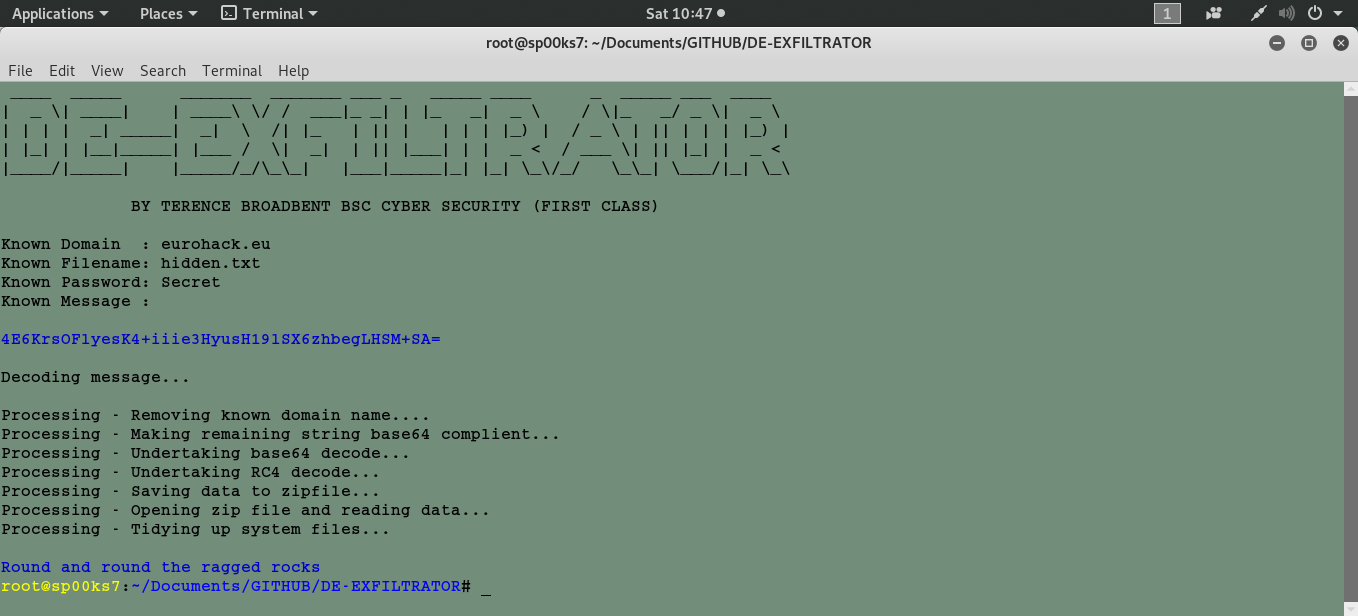 Applications Places Terminal Sat 10:47 1
root@sp00ks7: ~/Documents/GITHUB/DE-EXFILTRATOR
File Edit View Search Terminal Help
DE-EXFILTRATOR
BY TERENCE BROADBENT BSC CYBER SECURITY (FIRST CLASS)
Known Domain  : eurohack.eu
Known Filename: hidden.txt
Known Password: Secret
Known Message :
4E6KrsOFlyesK4+iiie3HyusH19lSX6zhbegLHSM+SA=
Decoding message...
Processing - Removing known domain name....
Processing - Making remaining string base64 complient...
Processing - Undertaking base64 decode...
Processing - Undertaking RC4 decode...
Processing - Saving data to zipfile...
Processing - Opening zip file and reading data...
Processing - Tidying up system files...
Round and round the ragged rocks
root@sp00ks7:~/Documents/GITHUB/DE-EXFILTRATOR# _